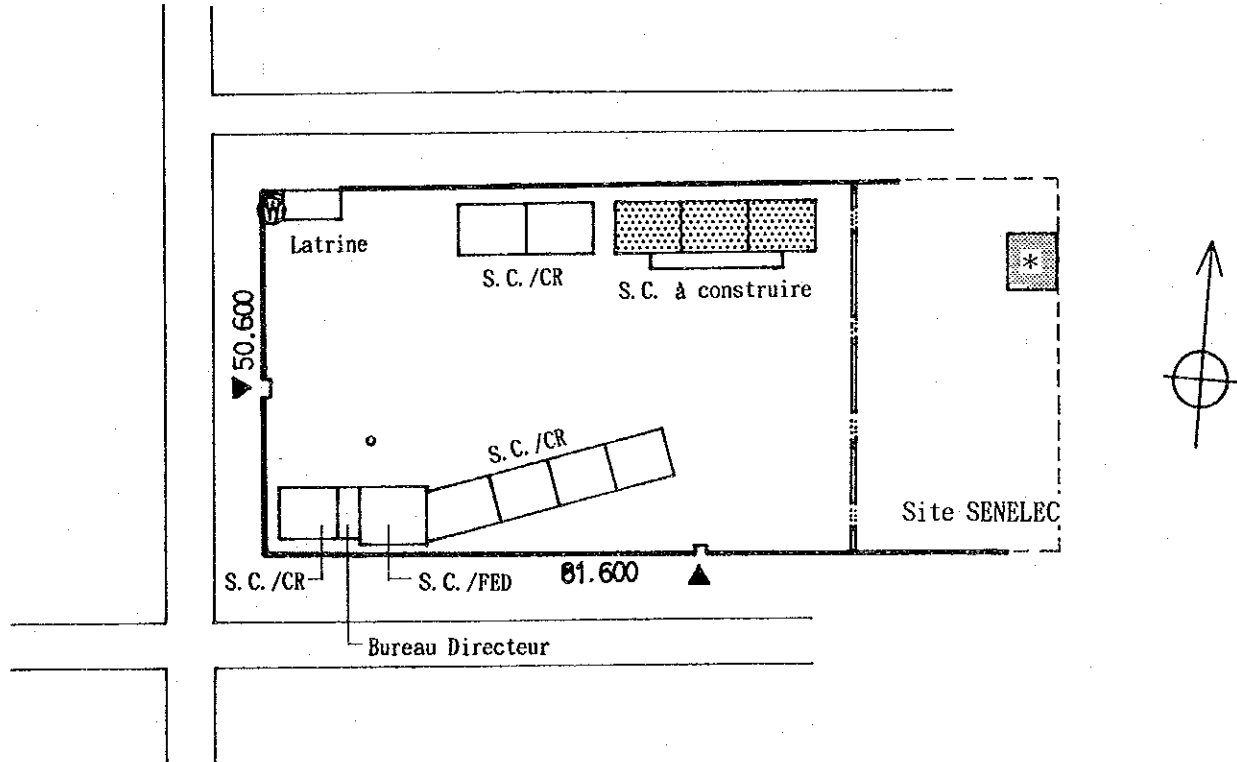 W
Latrine
S.C./CR
S.C. à construire
*
50.600
S.C./CR
Site SENELEC
S.C./CR
S.C./FED
81.600
Bureau Directeur